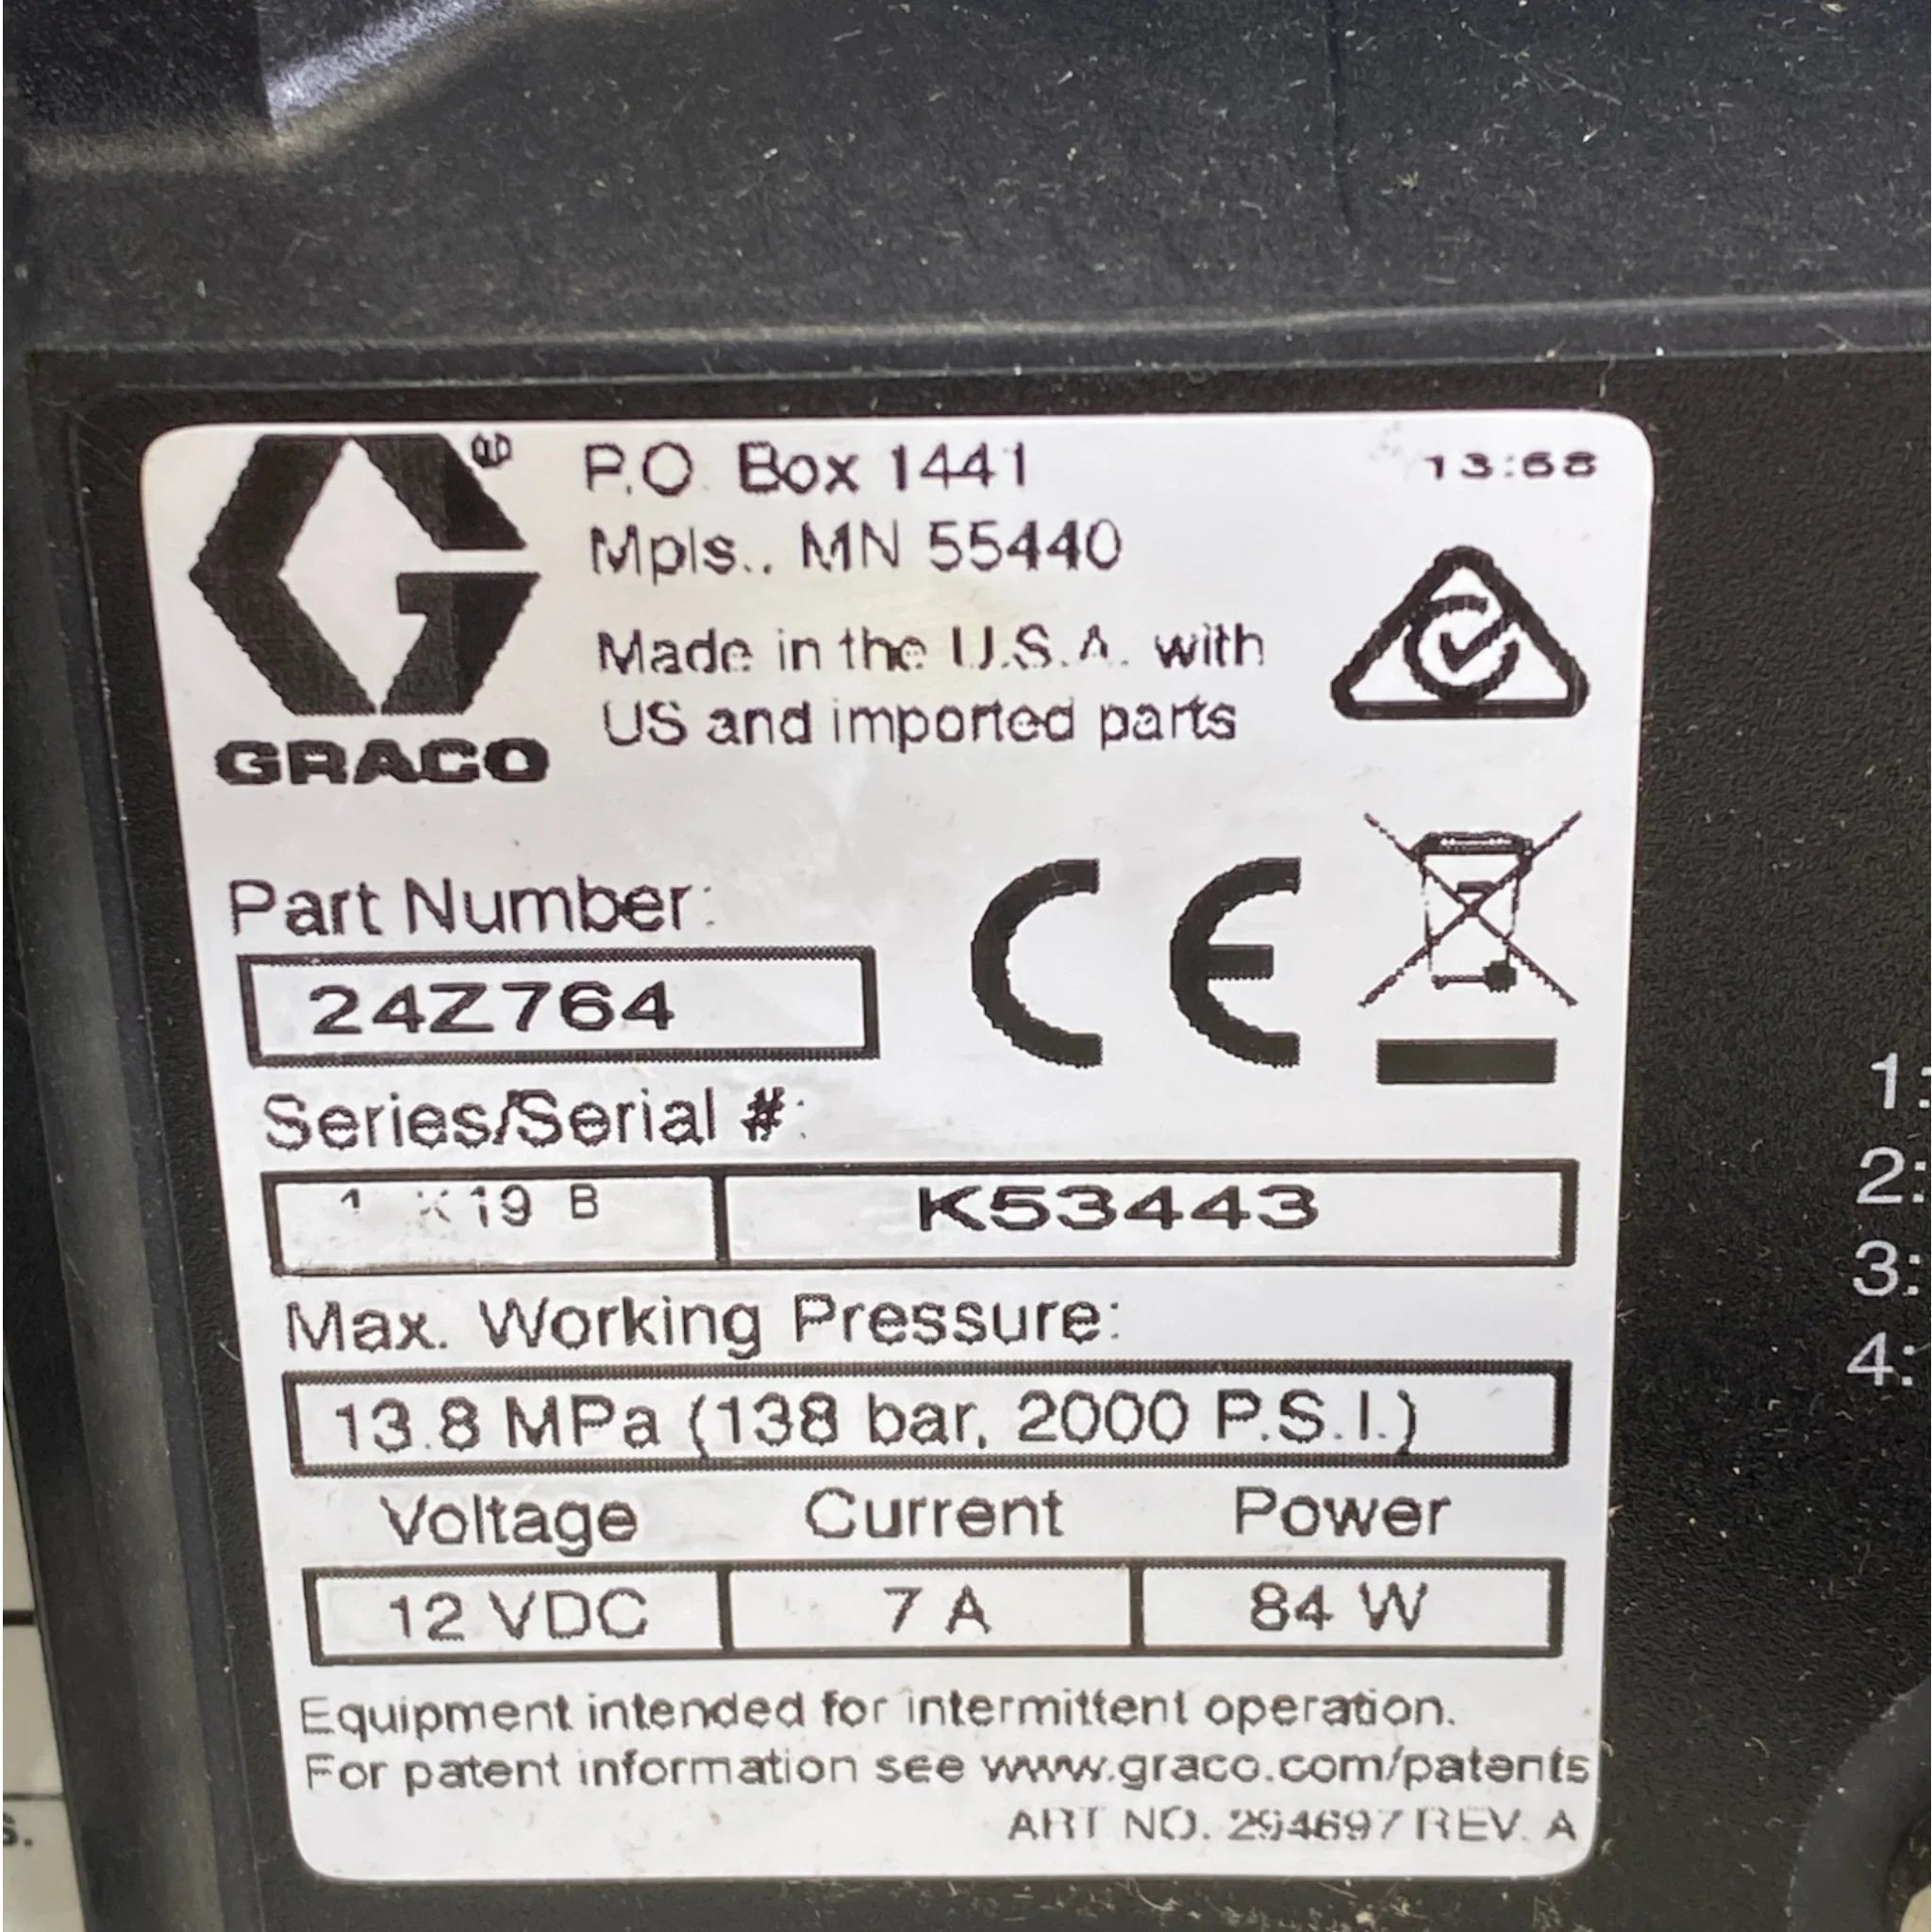 GRACO
P.O. Box 1441
Mpls., MN 55440
Made in the U.S.A. with
US and imported parts
13:68
Part Number:
24Z764
CE
Series/Serial #:
1 X19 B
K53443
Max. Working Pressure:
13.8 MPa (138 bar, 2000 P.S.I.)
Voltage Current Power
12 VDC 7 A 84 W
Equipment intended for intermittent operation.
For patent information see www.graco.com/patents
ART NO. 294697 REV. A
1:
2:
3:
4:
s.